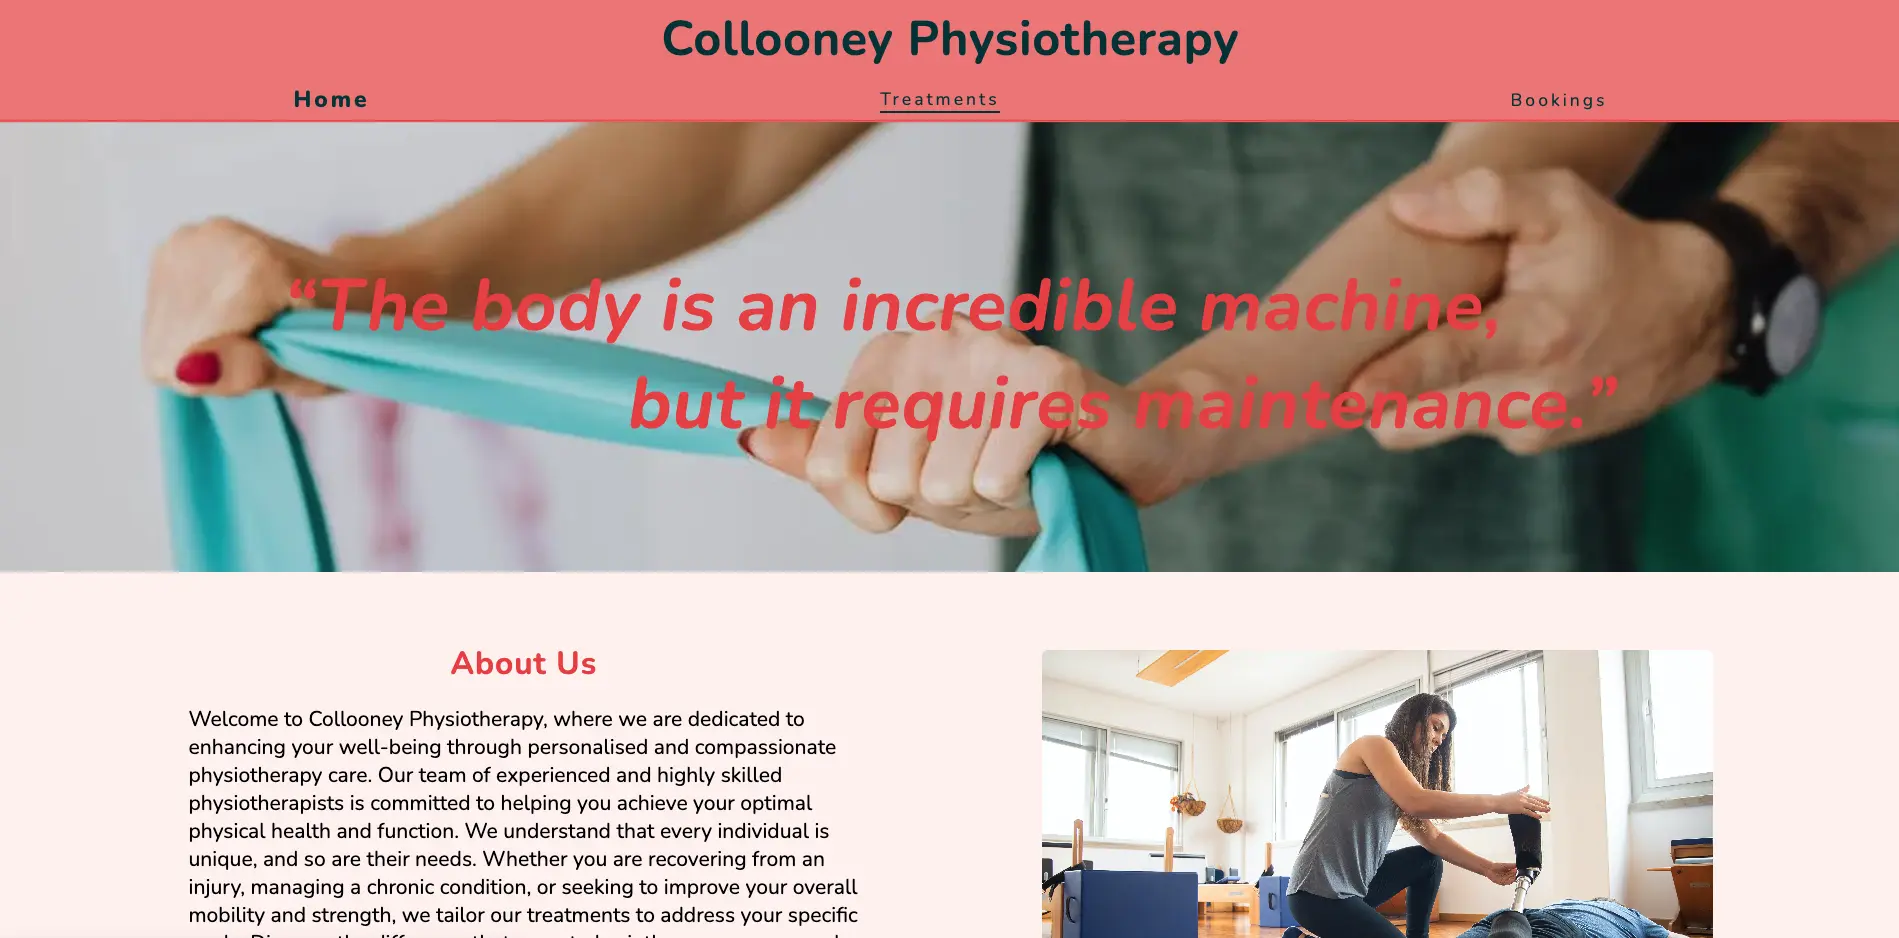 Collooney Physiotherapy
Home
Treatments
Bookings
“The body is an incredible machine,
but it requires maintenance.”
About Us
Welcome to Collooney Physiotherapy, where we are dedicated to
enhancing your well-being through personalised and compassionate
physiotherapy care. Our team of experienced and highly skilled
physiotherapists is committed to helping you achieve your optimal
physical health and function. We understand that every individual is
unique, and so are their needs. Whether you are recovering from an
injury, managing a chronic condition, or seeking to improve your overall
mobility and strength, we tailor our treatments to address your specific